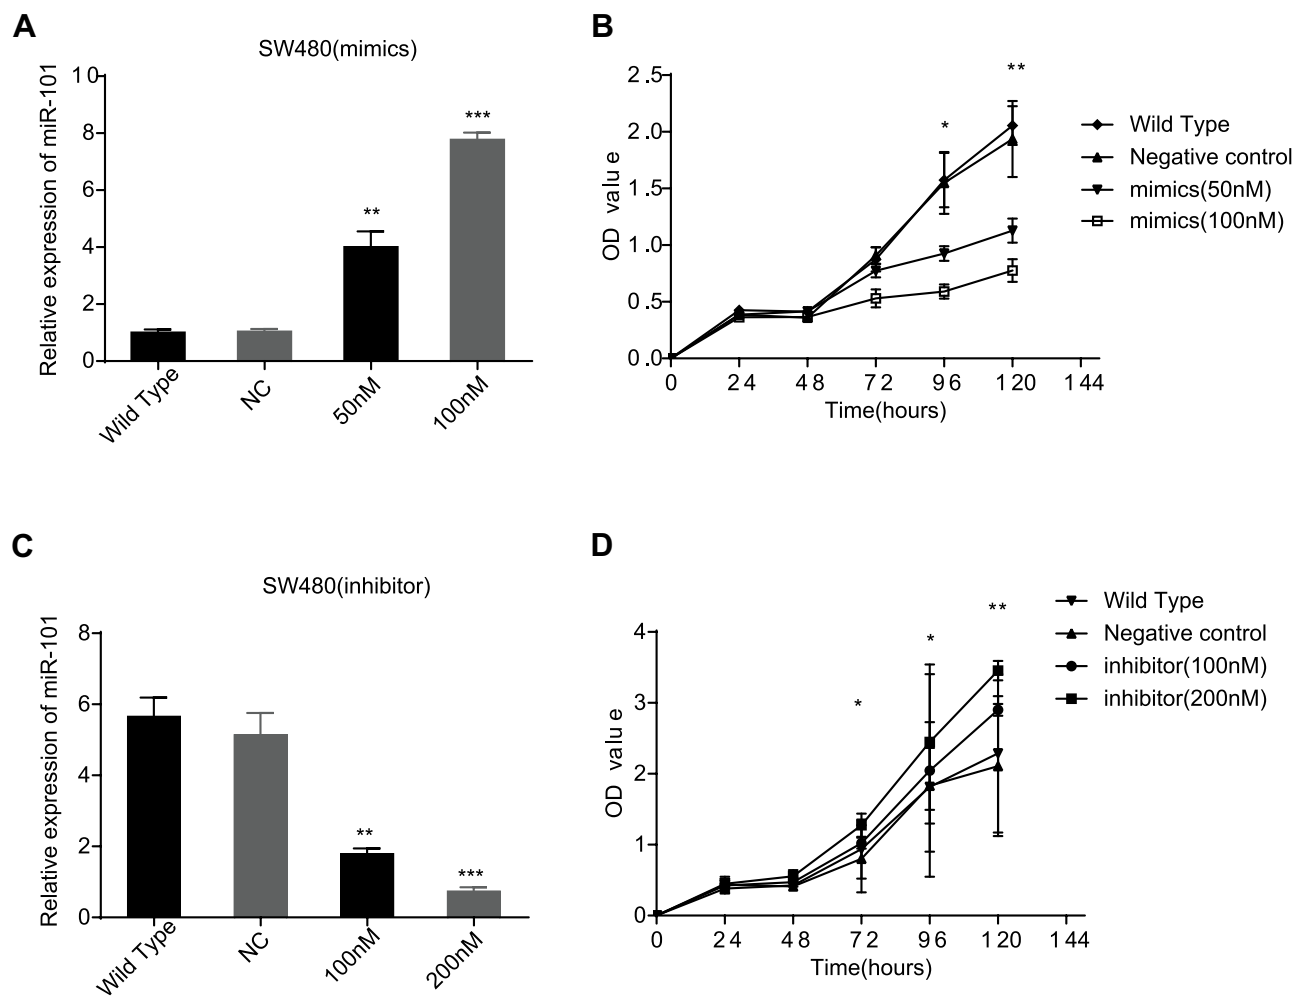 A
SW480(mimics)
Relative expression of miR-101
10
8
6
4
2
0
**
***
Wild Type
NC
50nM
100nM
B
OD value
2.5
2.0
1.5
1.0
0.5
0.0
*
**
0 24 48 72 96 120 144
Time(hours)
Wild Type
Negative control
mimics(50nM)
mimics(100nM)
C
SW480(inhibitor)
Relative expression of miR-101
8
6
4
2
0
**
***
Wild Type
NC
100nM
200nM
D
OD value
4
3
2
1
0
*
*
**
0 24 48 72 96 120 144
Time(hours)
Wild Type
Negative control
inhibitor(100nM)
inhibitor(200nM)